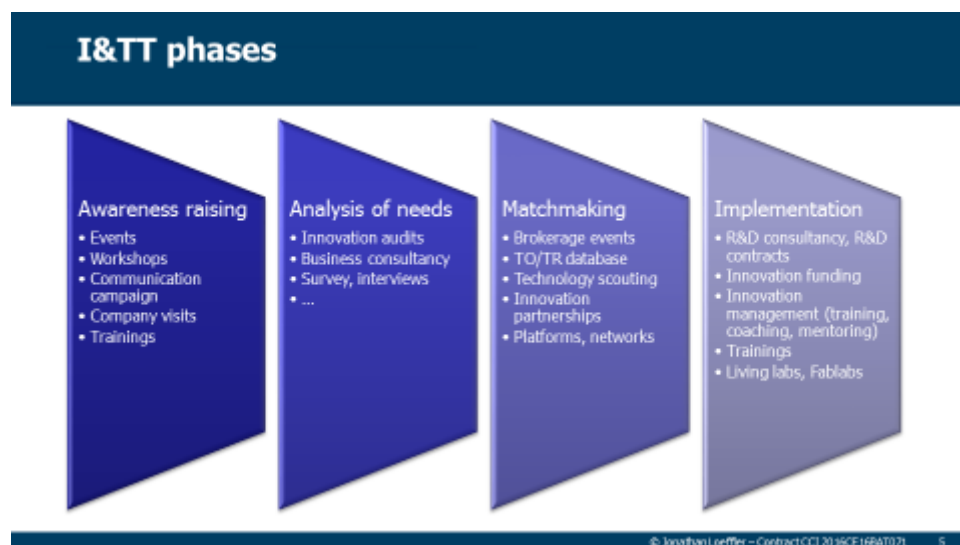 I&TT phases
Awareness raising
• Events
• Workshops
• Communication
campaign
• Company visits
• Trainings
Analysis of needs
• Innovation audits
• Business consultancy
• Survey, interviews
• ...
Matchmaking
• Brokerage events
• TO/TR database
• Technology scouting
• Innovation
partnerships
• Platforms, networks
Implementation
• R&D consultancy, R&D
contracts
• Innovation funding
• Innovation
management (training,
coaching, mentoring)
• Trainings
• Living labs, Fablabs
© Jonathan Loeffler – Contract CCI 2016CE16BAT071 5